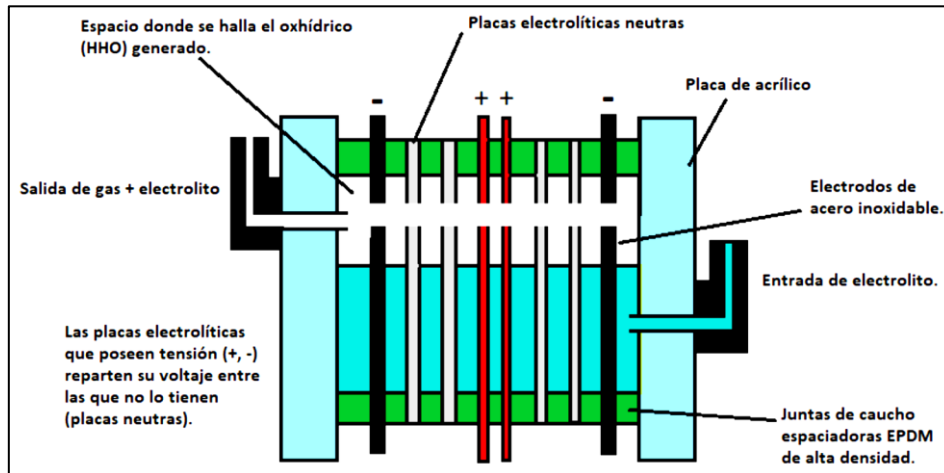 Espacio donde se halla el oxhídrico
(HHO) generado.
Placas electrolíticas neutras
Placa de acrílico
- + + -
Salida de gas + electrolito
Electrodos de
acero inoxidable.
Entrada de electrolito.
Las placas electrolíticas
que poseen tensión (+, -)
reparten su voltaje entre
las que no lo tienen
(placas neutras).
Juntas de caucho
espaciadoras EPDM
de alta densidad.